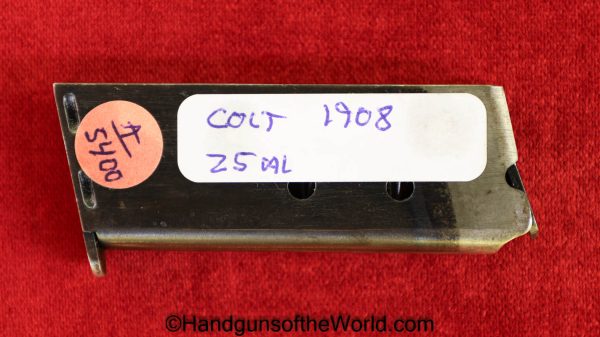 A
5400
COLT 1908
25 CAL
©HandgunsoftheWorld.com